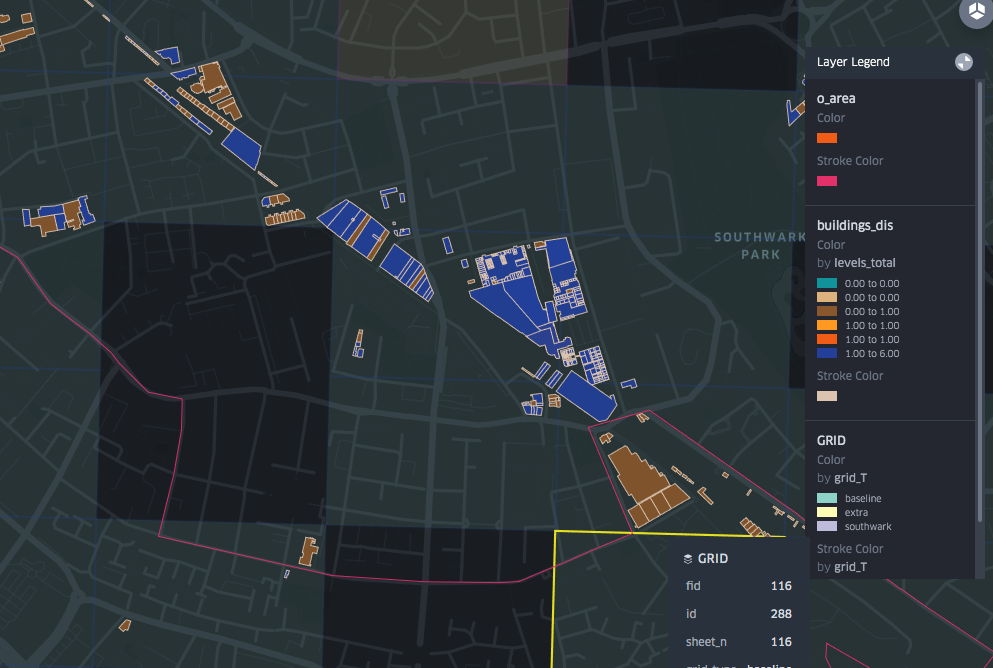 SOUTHWARK
PARK
Layer Legend
o_area
Color
Stroke Color
buildings_dis
Color
by levels_total
0.00 to 0.00
0.00 to 0.00
0.00 to 1.00
1.00 to 1.00
1.00 to 1.00
1.00 to 6.00
Stroke Color
GRID
Color
by grid_T
baseline
extra
southwark
Stroke Color
by grid_T
GRID
fid 116
id 288
sheet_n 116
grid_type baseline